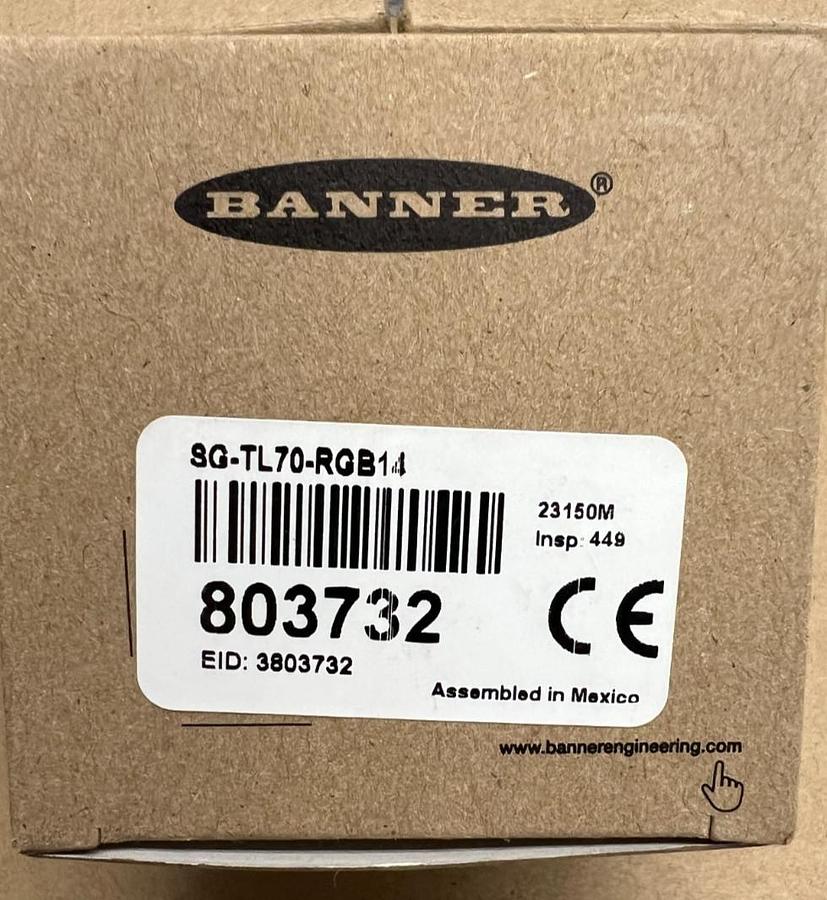 BANNER®
SG-TL70-RGB14
23150M
Insp: 449
803732
EID: 3803732
CE
Assembled in Mexico
www.bannerengineering.com